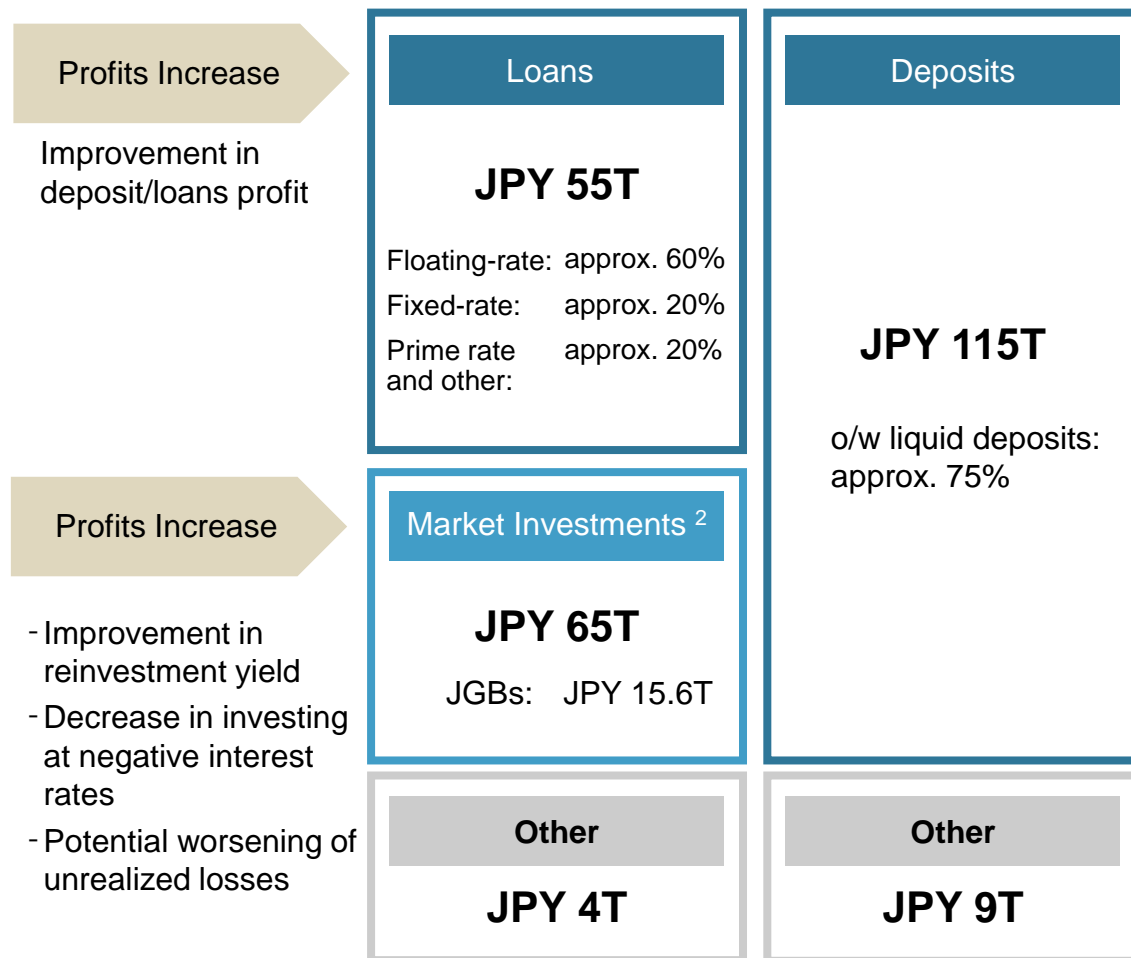 Profits Increase
Improvement in
deposit/loans profit
Loans
JPY 55T
Floating-rate: approx. 60%
Fixed-rate: approx. 20%
Prime rate approx. 20%
and other:
Deposits
JPY 115T
o/w liquid deposits:
approx. 75%
Profits Increase
- Improvement in
reinvestment yield
- Decrease in investing
at negative interest
rates
- Potential worsening of
unrealized losses
Market Investments 2
JPY 65T
JGBs: JPY 15.6T
Other
JPY 4T
Other
JPY 9T